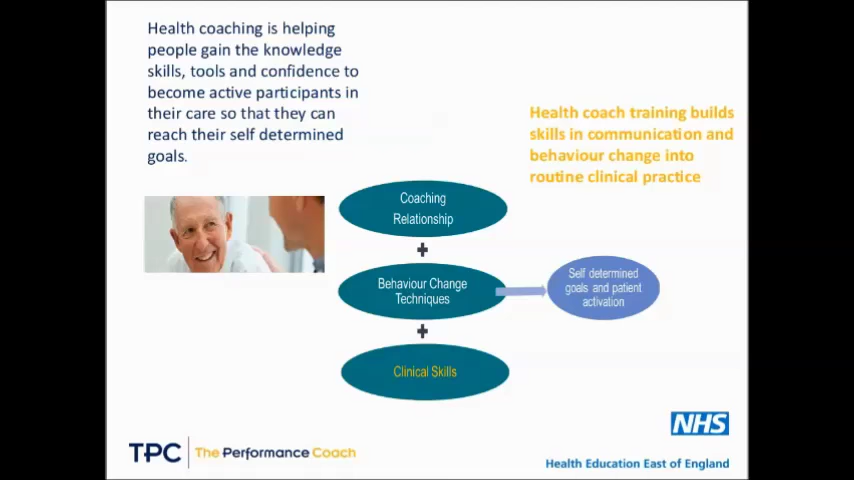 Health coaching is helping
people gain the knowledge
skills, tools and confidence to
become active participants in
their care so that they can
reach their self determined
goals.
Health coach training builds
skills in communication and
behaviour change into
routine clinical practice
Coaching
Relationship
+
Behaviour Change
Techniques
Self determined
goals and patient
activation
+
Clinical Skills
NHS
TPC The Performance Coach
Health Education East of England